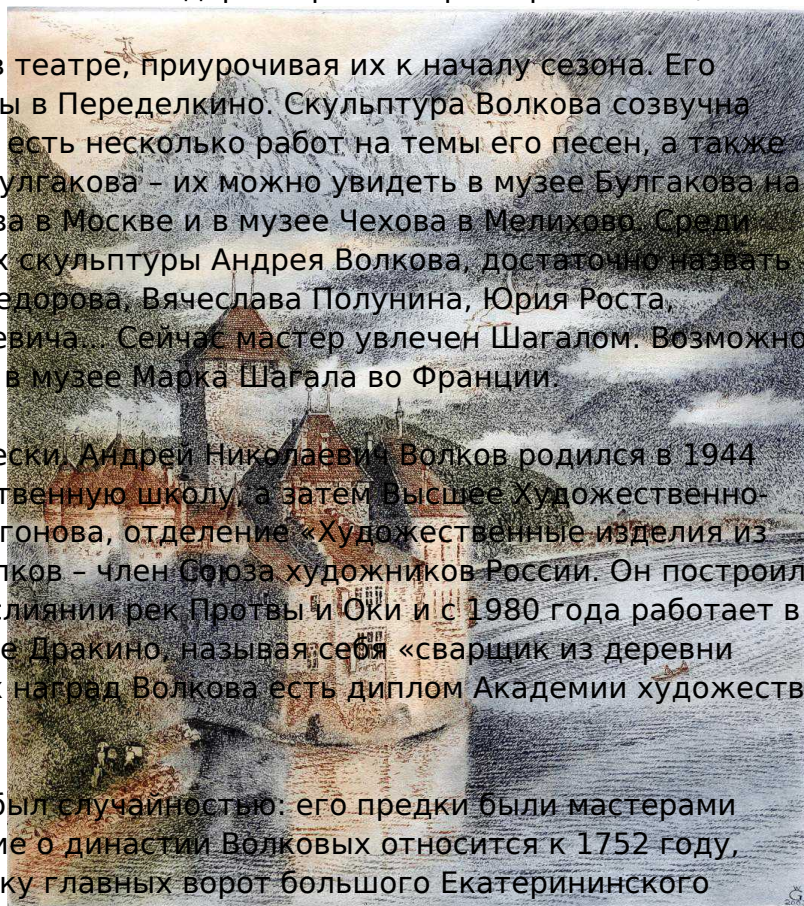 в театре, приурочивая их к началу сезона. Его
ы в Переделкино. Скульптура Волкова созвучна
есть несколько работ на темы его песен, а также
улгакова – их можно увидеть в музее Булгакова на
ва в Москве и в музее Чехова в Мелихово. Среди
х скульптуры Андрея Волкова, достаточно назвать
едорова, Вячеслава Полунина, Юрия Роста,
евича... Сейчас мастер увлечен Шагалом. Возможно
в музее Марка Шагала во Франции.
ески. Андрей Николаевич Волков родился в 1944
твенную школу, а затем Высшее Художественно-
гонова, отделение «Художественные изделия из
лков – член Союза художников России. Он построил
слиянии рек Протвы и Оки и с 1980 года работает в
е Дракино, называя себя «сварщик из деревни
х наград Волкова есть диплом Академии художеств
был случайностью: его предки были мастерами
ие о династии Волковых относится к 1752 году,
ку главных ворот большого Екатерининского